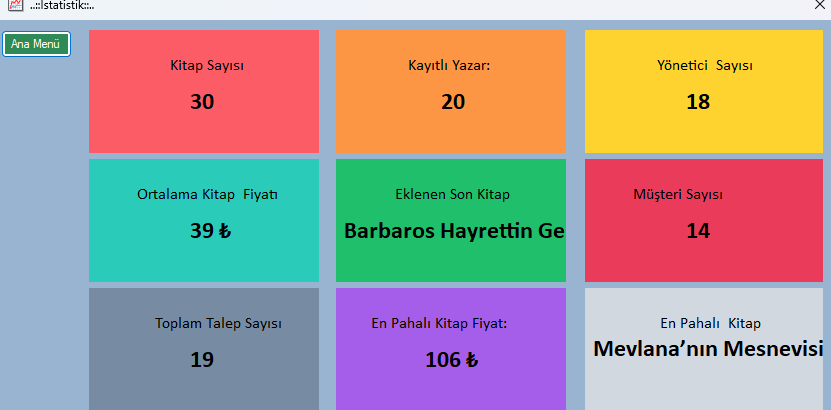 ..::İstatistik::..
Ana Menü
Kitap Sayısı
30
Kayıtlı Yazar:
20
Yönetici Sayısı
18
Ortalama Kitap Fiyatı
39 ₺
Eklenen Son Kitap
Barbaros Hayrettin Ge
Müşteri Sayısı
14
Toplam Talep Sayısı
19
En Pahalı Kitap Fiyat:
106 ₺
En Pahalı Kitap
Mevlana’nın Mesnevisi